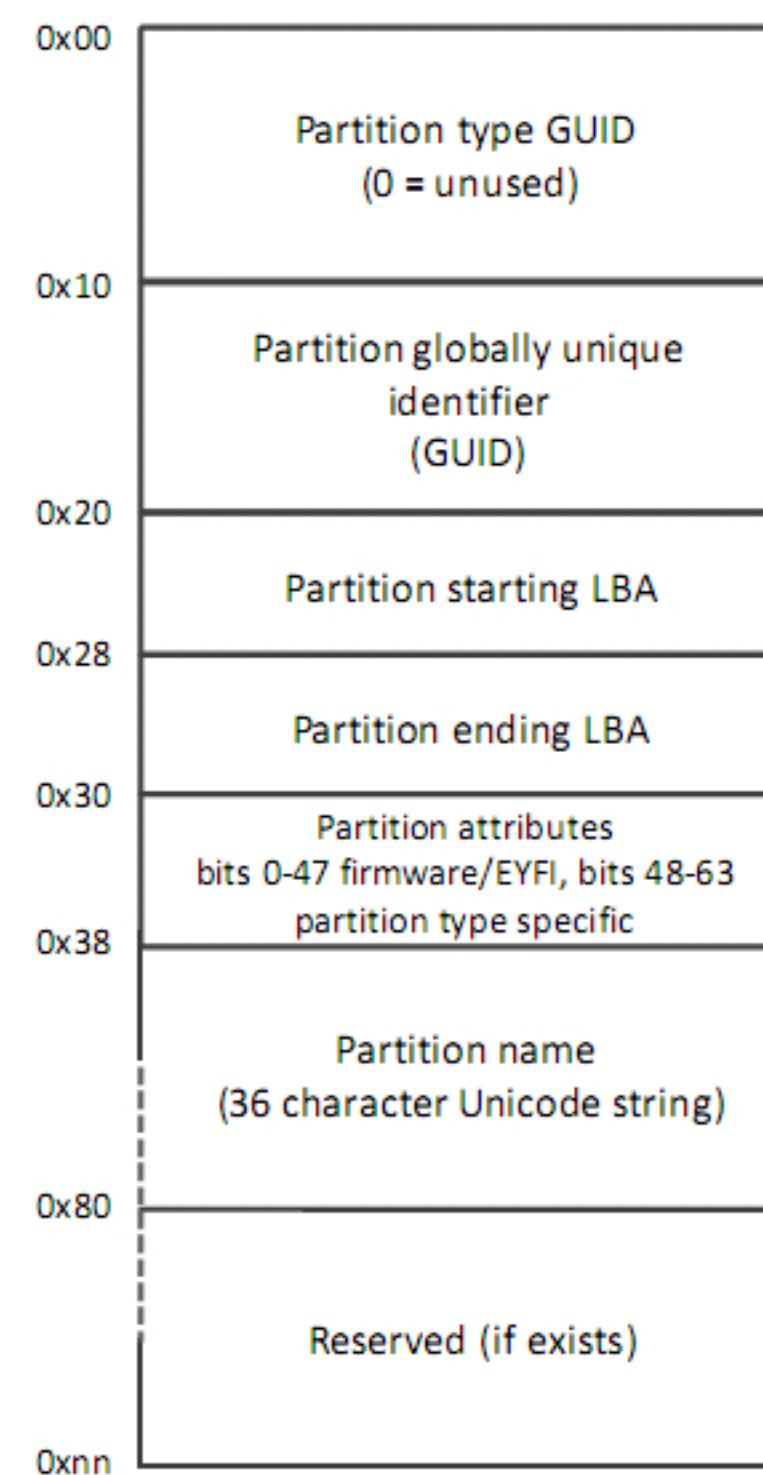 0x00
Partition type GUID
(0 = unused)
0x10
Partition globally unique
identifier
(GUID)
0x20
Partition starting LBA
0x28
Partition ending LBA
0x30
Partition attributes
bits 0-47 firmware/EYFI, bits 48-63
partition type specific
0x38
Partition name
(36 character Unicode string)
0x80
Reserved (if exists)
0xnn